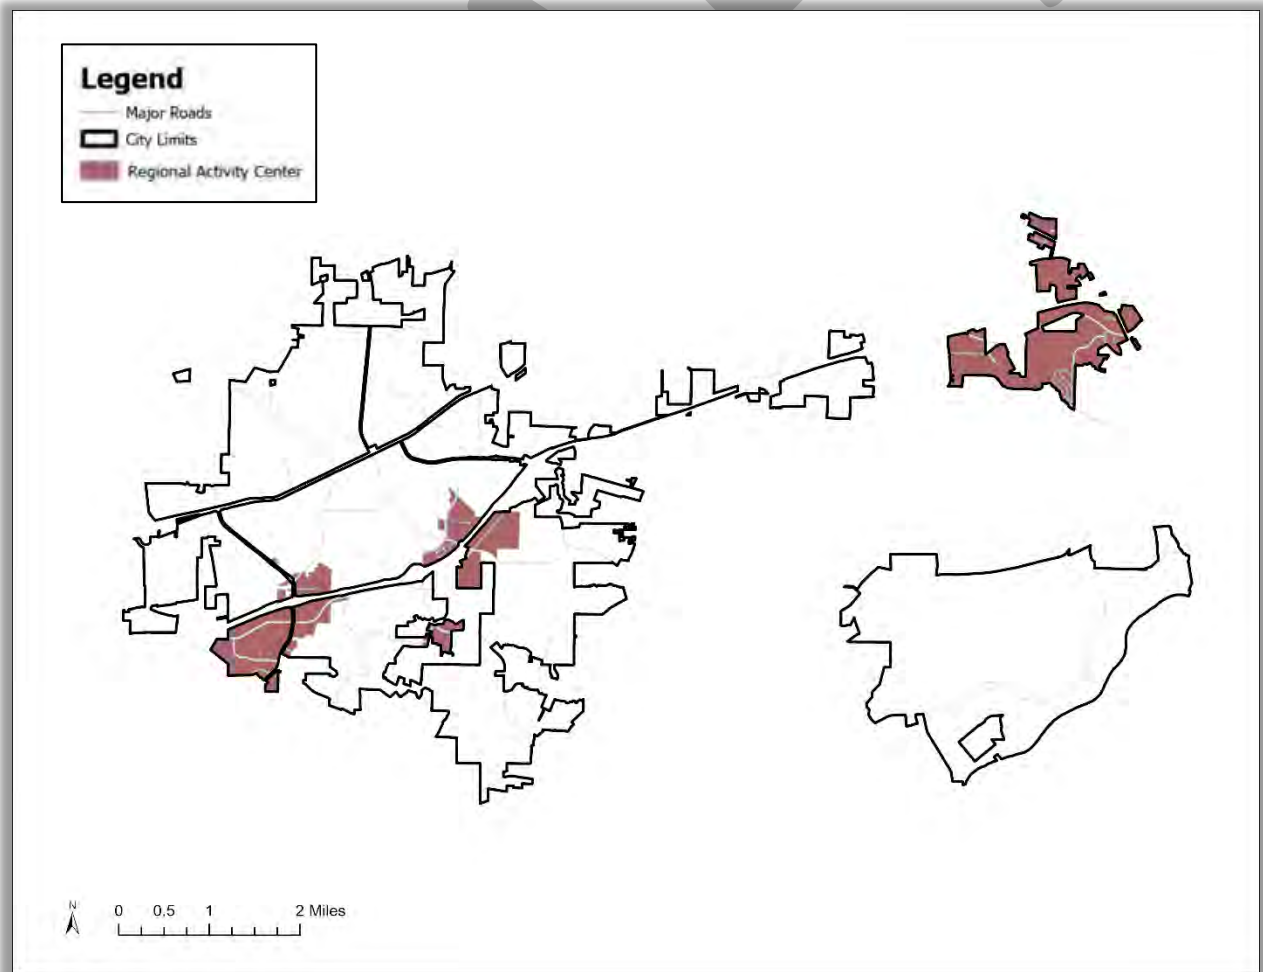 Legend
Major Roads
City Limits
Regional Activity Center
N
0 0.5 1 2 Miles